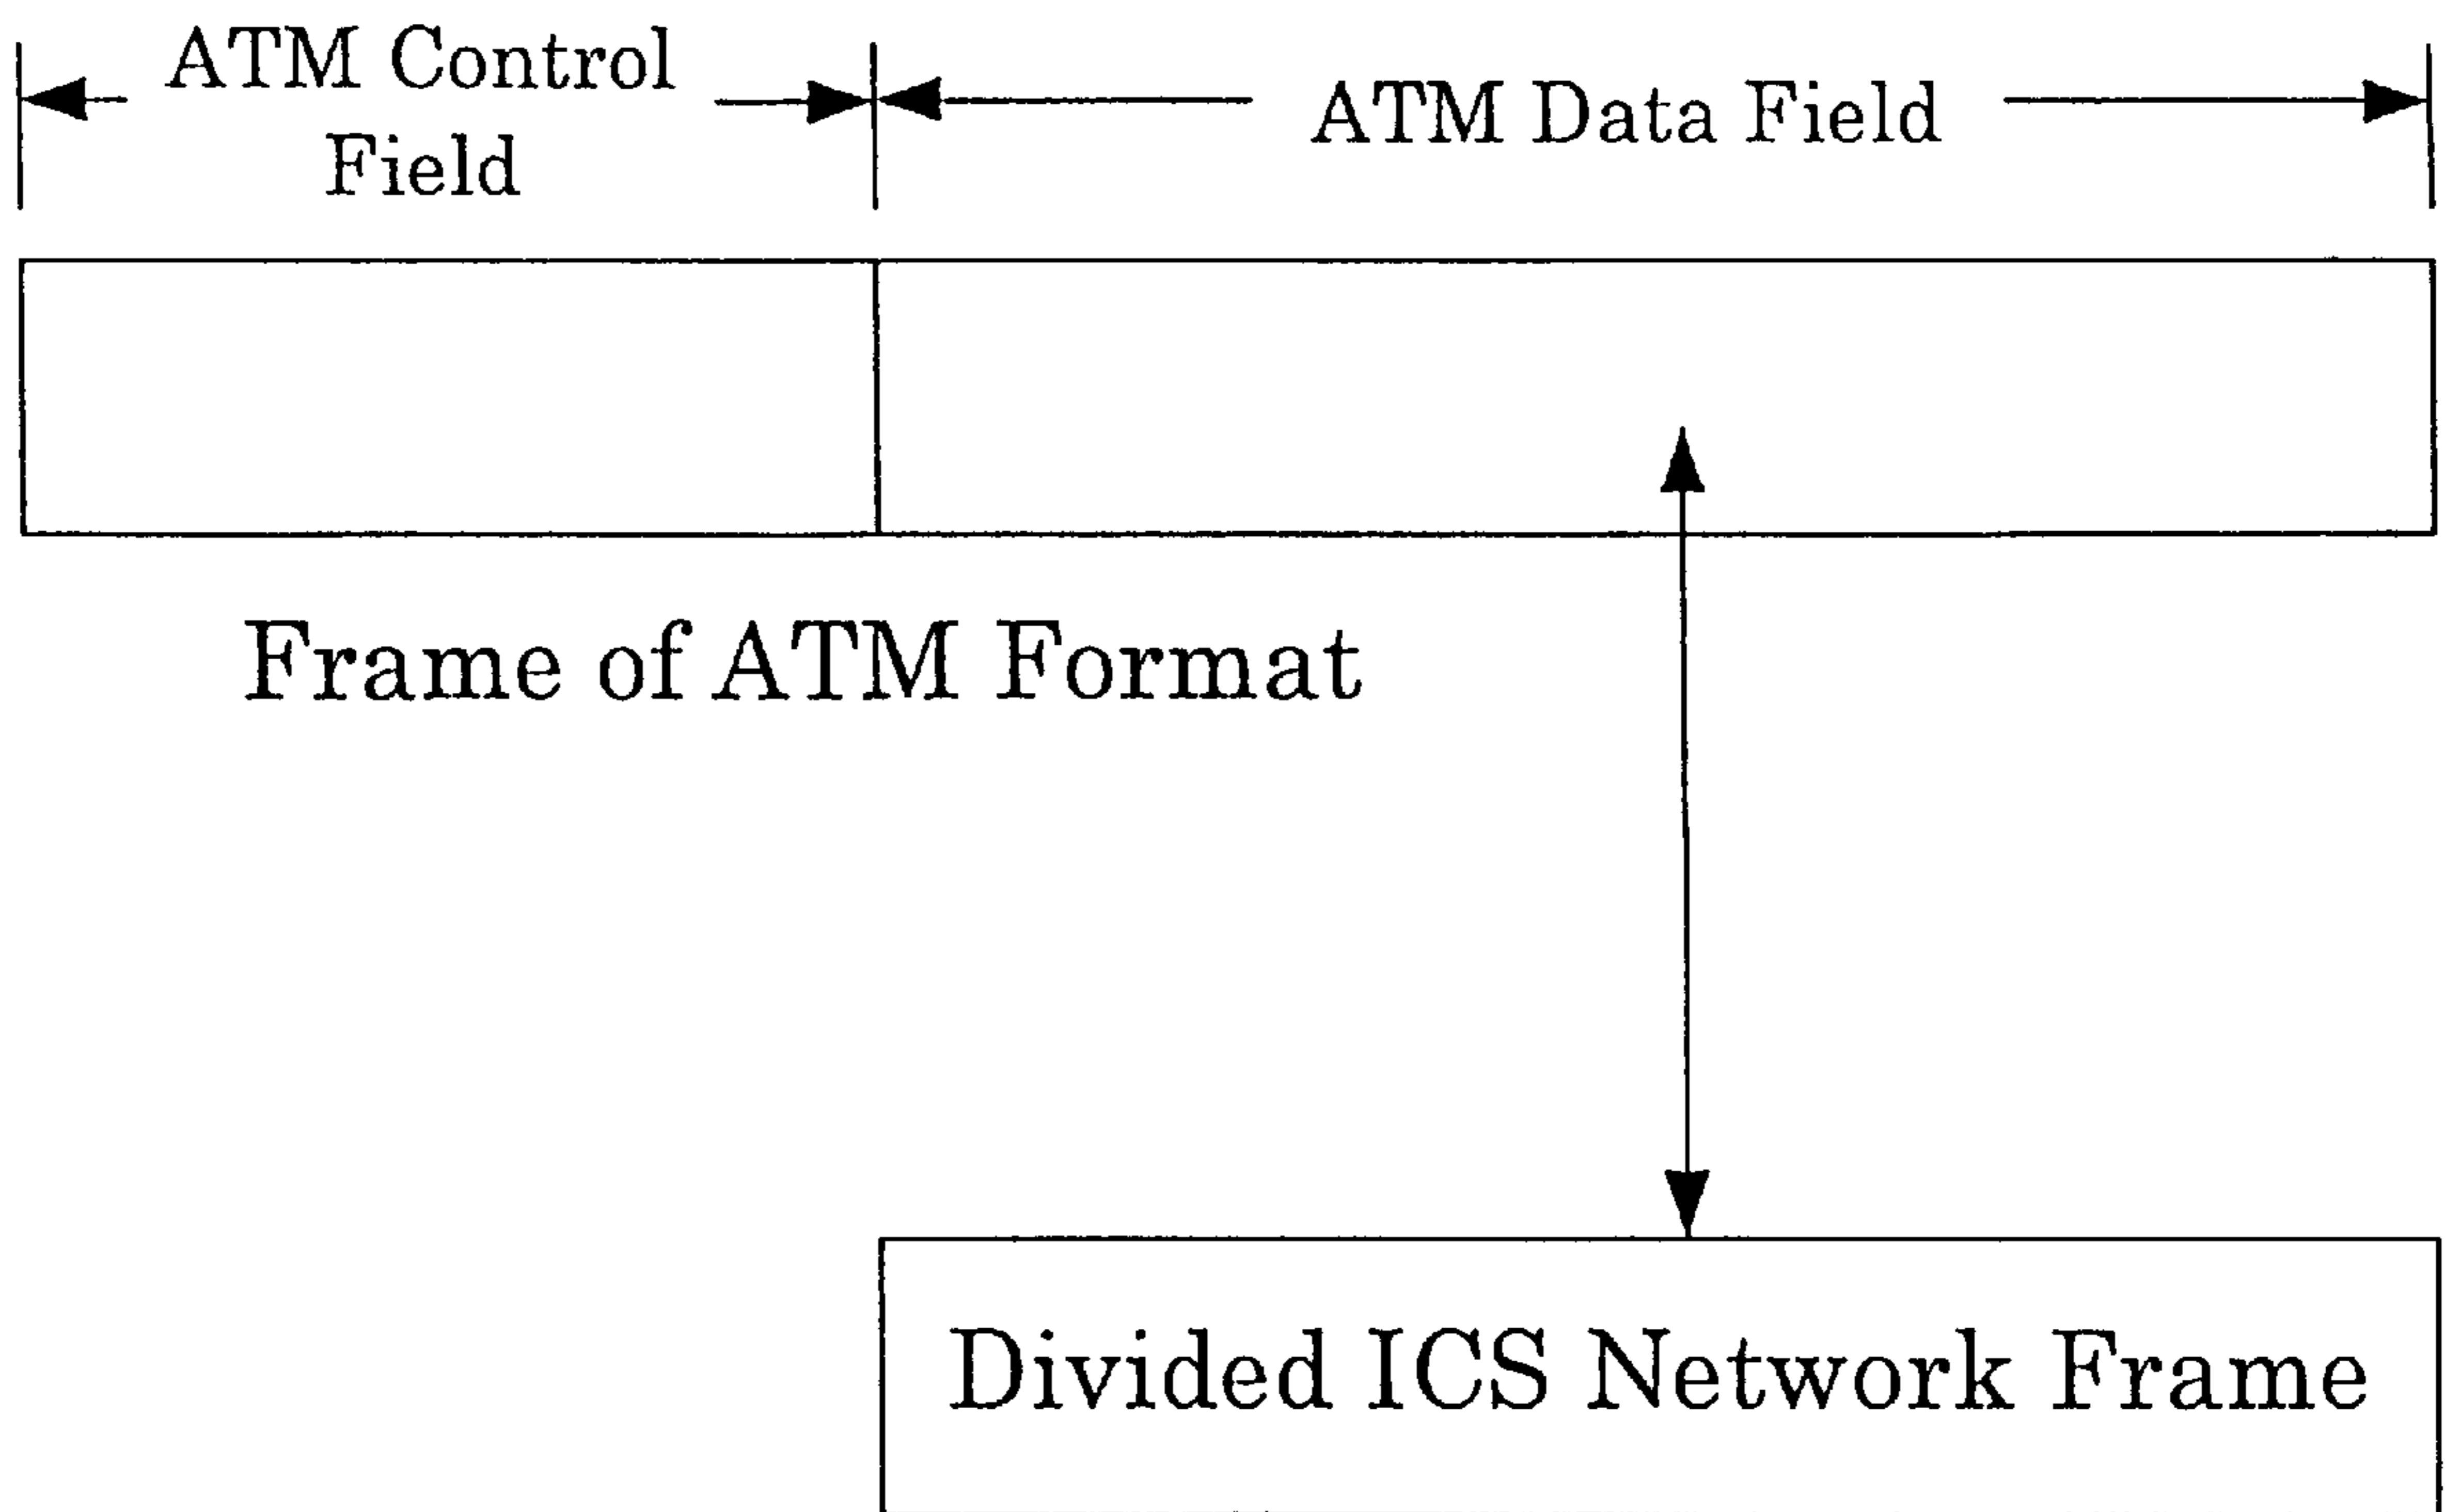 ATM Control
Field
ATM Data Field
Frame of ATM Format
Divided ICS Network Frame